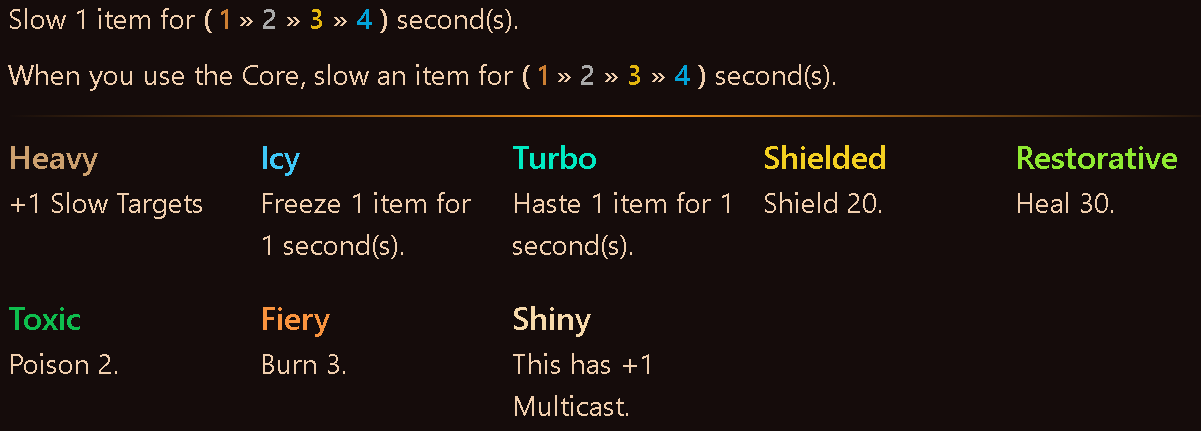 Slow 1 item for ( 1 » 2 » 3 » 4 ) second(s).
When you use the Core, slow an item for ( 1 » 2 » 3 » 4 ) second(s).
Heavy
+1 Slow Targets
Icy
Freeze 1 item for
1 second(s).
Turbo
Haste 1 item for 1
second(s).
Shielded
Shield 20.
Restorative
Heal 30.
Toxic
Poison 2.
Fiery
Burn 3.
Shiny
This has +1
Multicast.